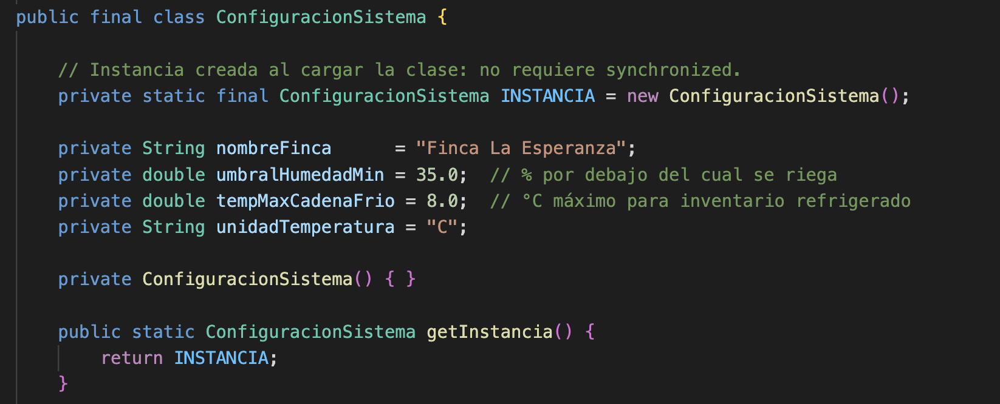 public final class ConfiguracionSistema {
// Instancia creada al cargar la clase: no requiere synchronized.
private static final ConfiguracionSistema INSTANCIA = new ConfiguracionSistema();
private String nombreFinca      = "Finca La Esperanza";
private double umbralHumedadMin = 35.0;  // % por debajo del cual se riega
private double tempMaxCadenaFrio = 8.0;  // °C máximo para inventario refrigerado
private String unidadTemperatura = "C";
private ConfiguracionSistema() { }
public static ConfiguracionSistema getInstancia() {
return INSTANCIA;
}